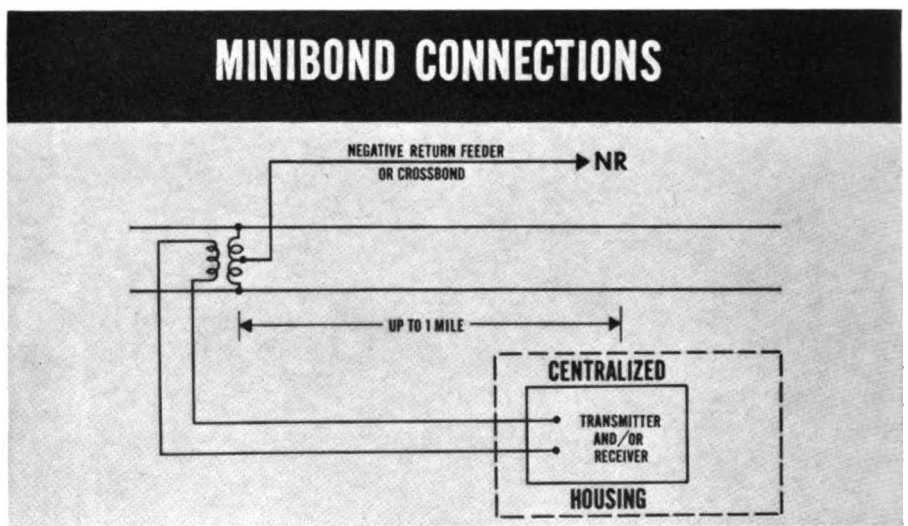 MINIBOND CONNECTIONS
NEGATIVE RETURN FEEDER
OR CROSSBOND
NR
UP TO 1 MILE
CENTRALIZED
TRANSMITTER
AND/OR
RECEIVER
HOUSING